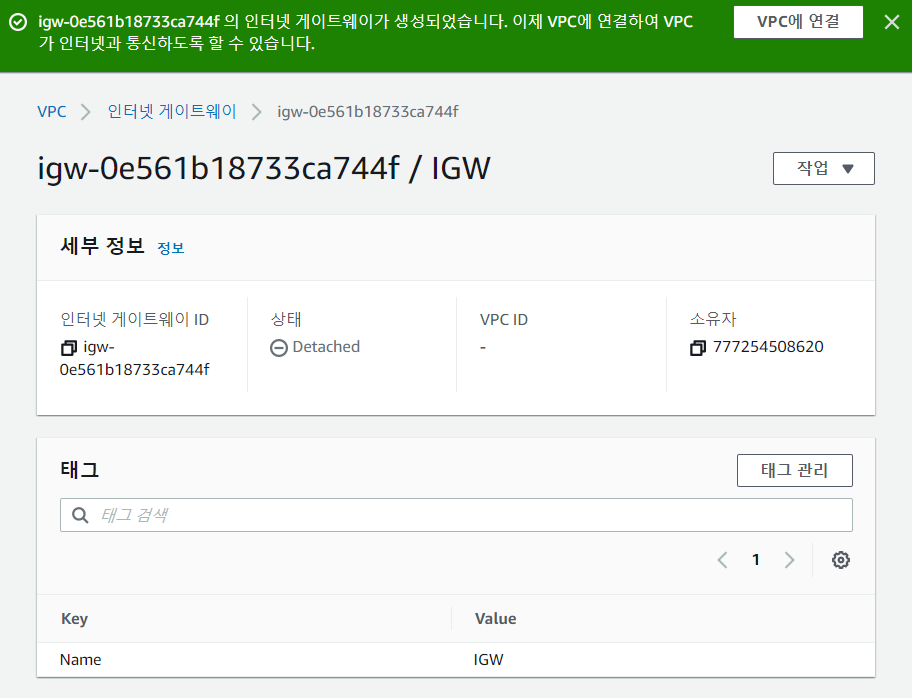 igw-0e561b18733ca744f 의 인터넷 게이트웨이가 생성되었습니다. 이제 VPC에 연결하여 VPC
가 인터넷과 통신하도록 할 수 있습니다.
VPC에 연결
VPC
인터넷 게이트웨이
igw-0e561b18733ca744f
igw-0e561b18733ca744f / IGW
작업
세부 정보 정보
인터넷 게이트웨이 ID
igw-
0e561b18733ca744f
상태
Detached
VPC ID
-
소유자
777254508620
태그
태그 관리
태그 검색
1
Key Value
Name IGW